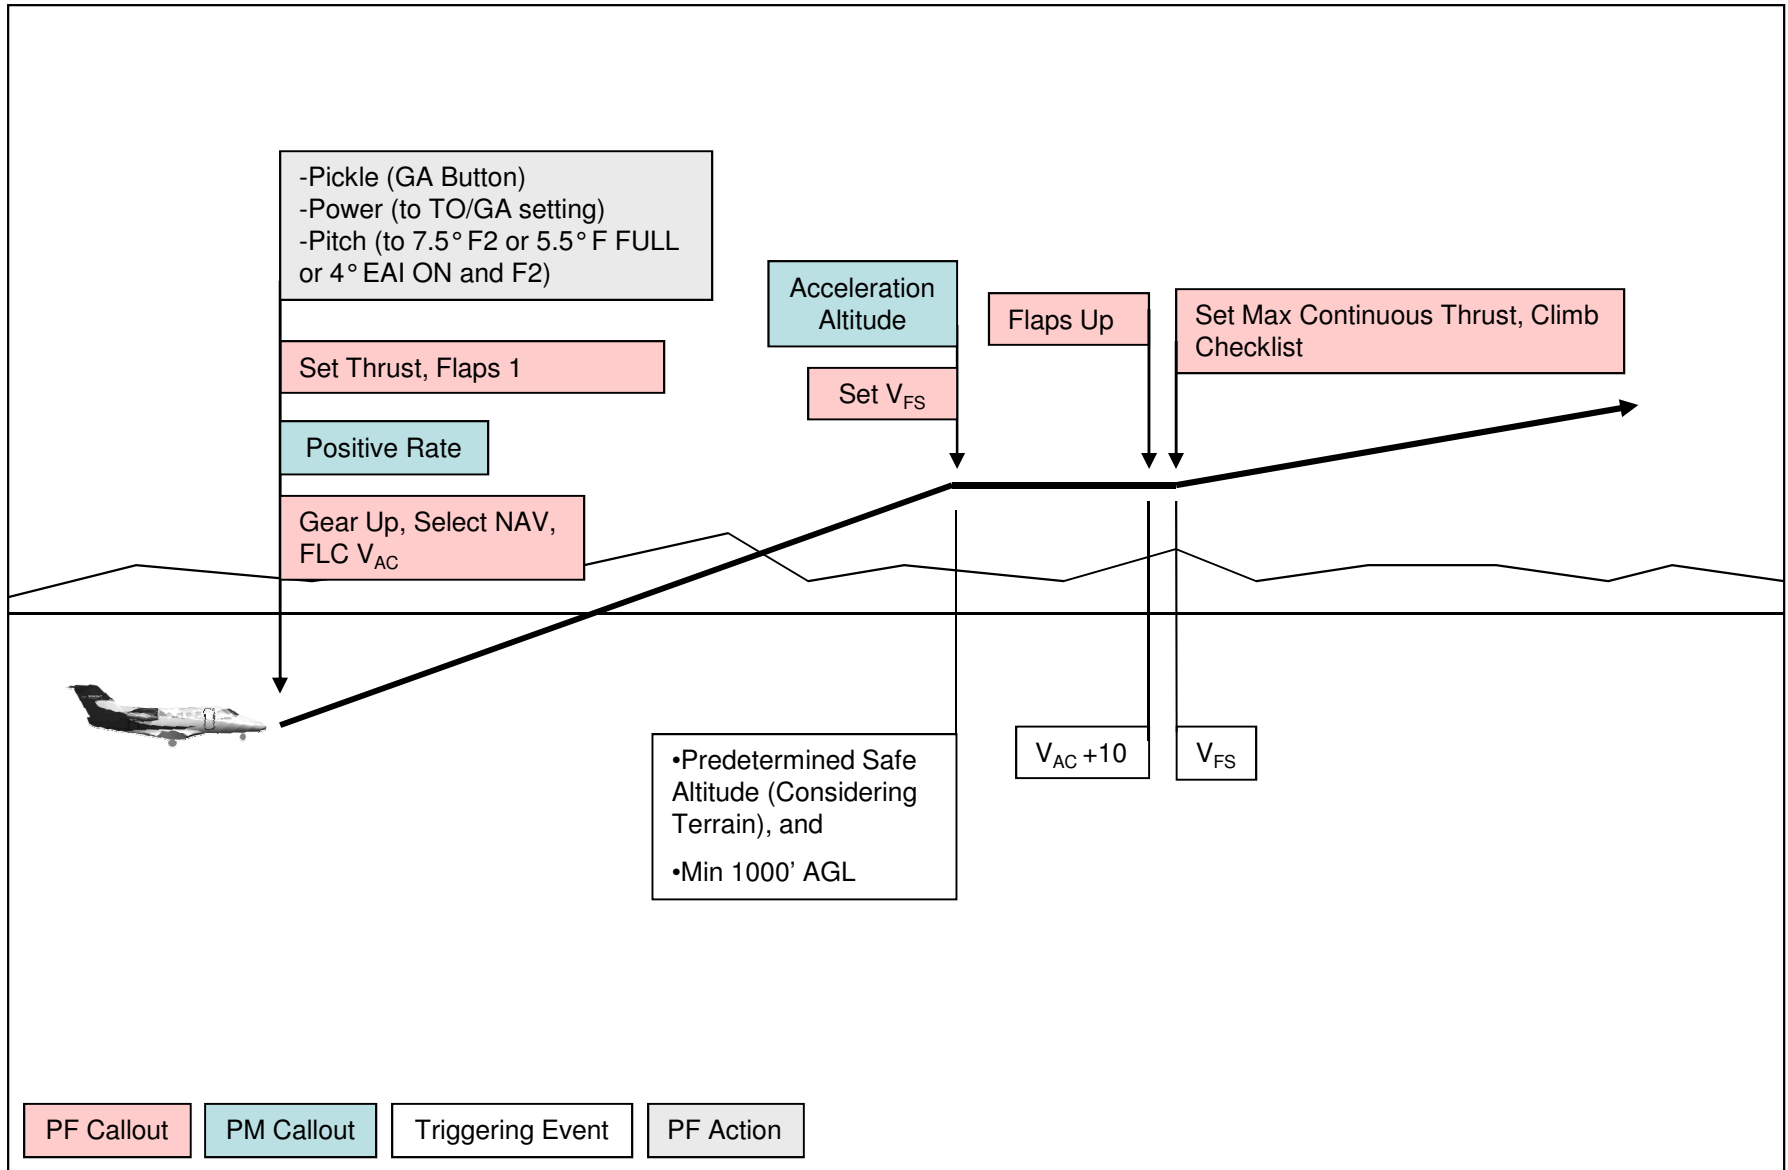 -Pickle (GA Button)
-Power (to TO/GA setting)
-Pitch (to 7.5° F2 or 5.5° F FULL
or 4° EAI ON and F2)
Set Thrust, Flaps 1
Positive Rate
Gear Up, Select NAV,
FLC VAC
Acceleration
Altitude
Set VFS
Flaps Up
Set Max Continuous Thrust, Climb
Checklist
•Predetermined Safe
Altitude (Considering
Terrain), and
•Min 1000’ AGL
VAC +10
VFS
PF Callout
PM Callout
Triggering Event
PF Action